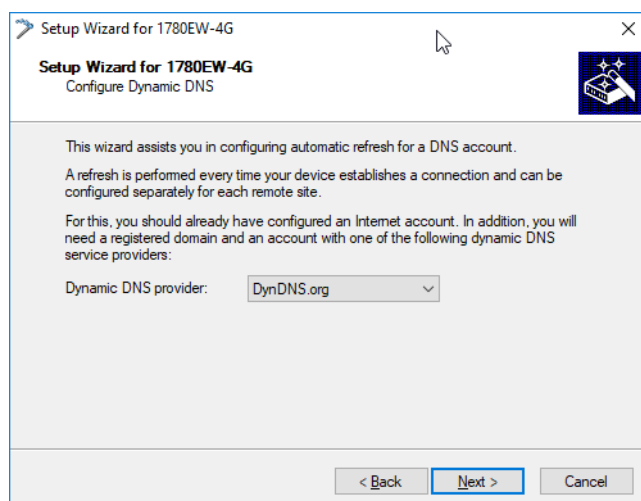 Setup Wizard for 1780EW-4G
Setup Wizard for 1780EW-4G
Configure Dynamic DNS
This wizard assists you in configuring automatic refresh for a DNS account.
A refresh is performed every time your device establishes a connection and can be
configured separately for each remote site.
For this, you should already have configured an Internet account. In addition, you will
need a registered domain and an account with one of the following dynamic DNS
service providers:
Dynamic DNS provider: DynDNS.org
< Back Next > Cancel